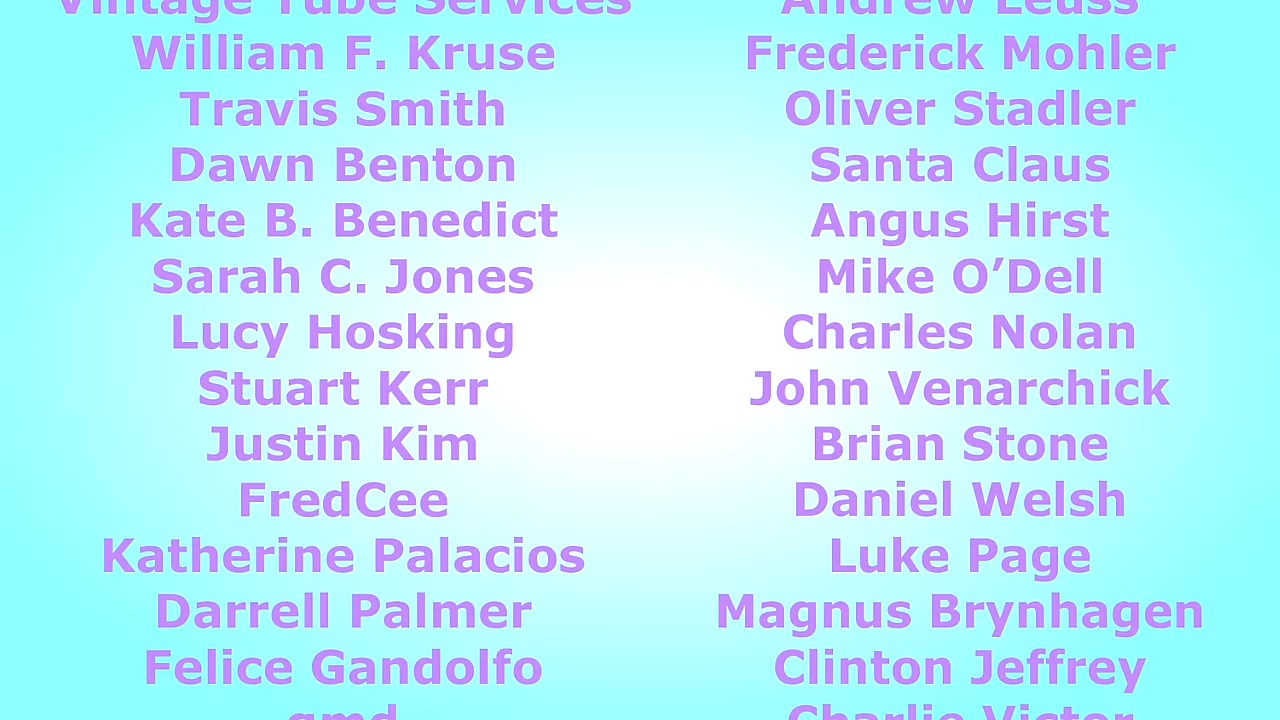 Vintage Tube Services
William F. Kruse
Travis Smith
Dawn Benton
Kate B. Benedict
Sarah C. Jones
Lucy Hosking
Stuart Kerr
Justin Kim
FredCee
Katherine Palacios
Darrell Palmer
Felice Gandolfo
gmd
Andrew Leuss
Frederick Mohler
Oliver Stadler
Santa Claus
Angus Hirst
Mike O’Dell
Charles Nolan
John Venarchick
Brian Stone
Daniel Welsh
Luke Page
Magnus Brynhagen
Clinton Jeffrey
Charlie Victor